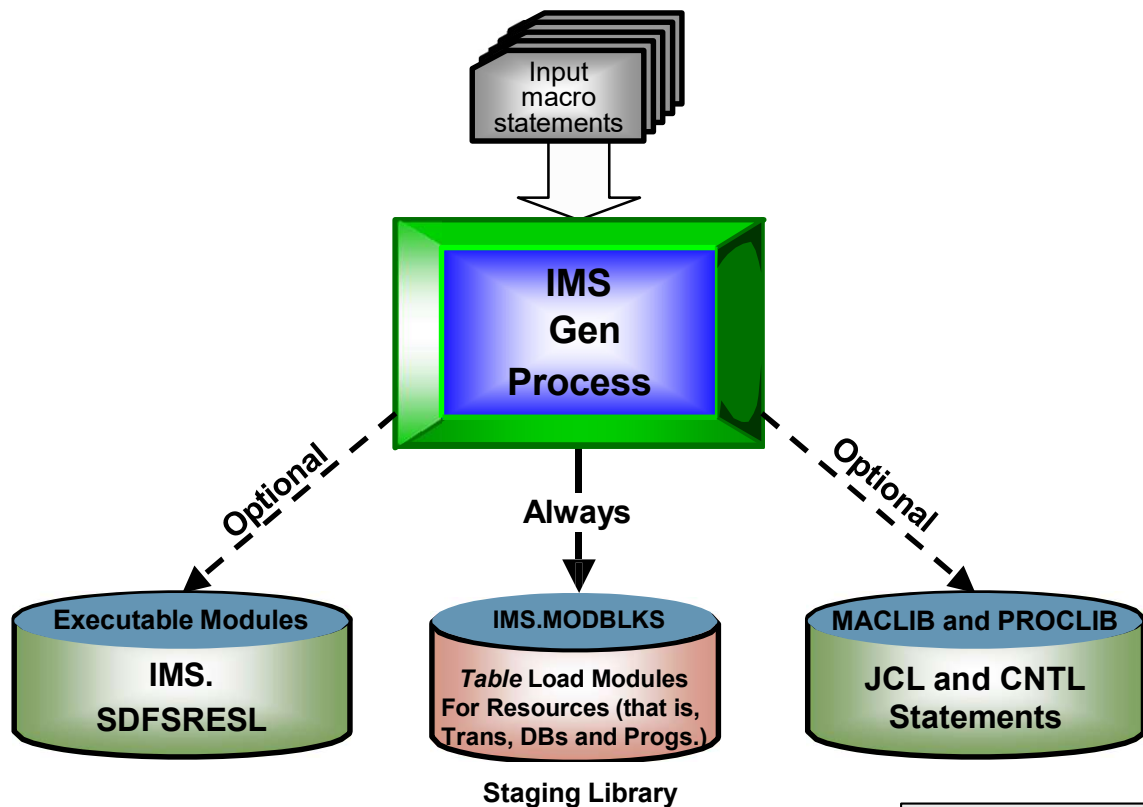 Input
macro
statements
IMS
Gen
Process
Optional
Always
Optional
Executable Modules
IMS.
SDFSRESL
IMS.MODBLKS
Table Load Modules
For Resources (that is,
Trans, DBs and Progs.)
MACLIB and PROCLIB
JCL and CNTL
Statements
Staging Library